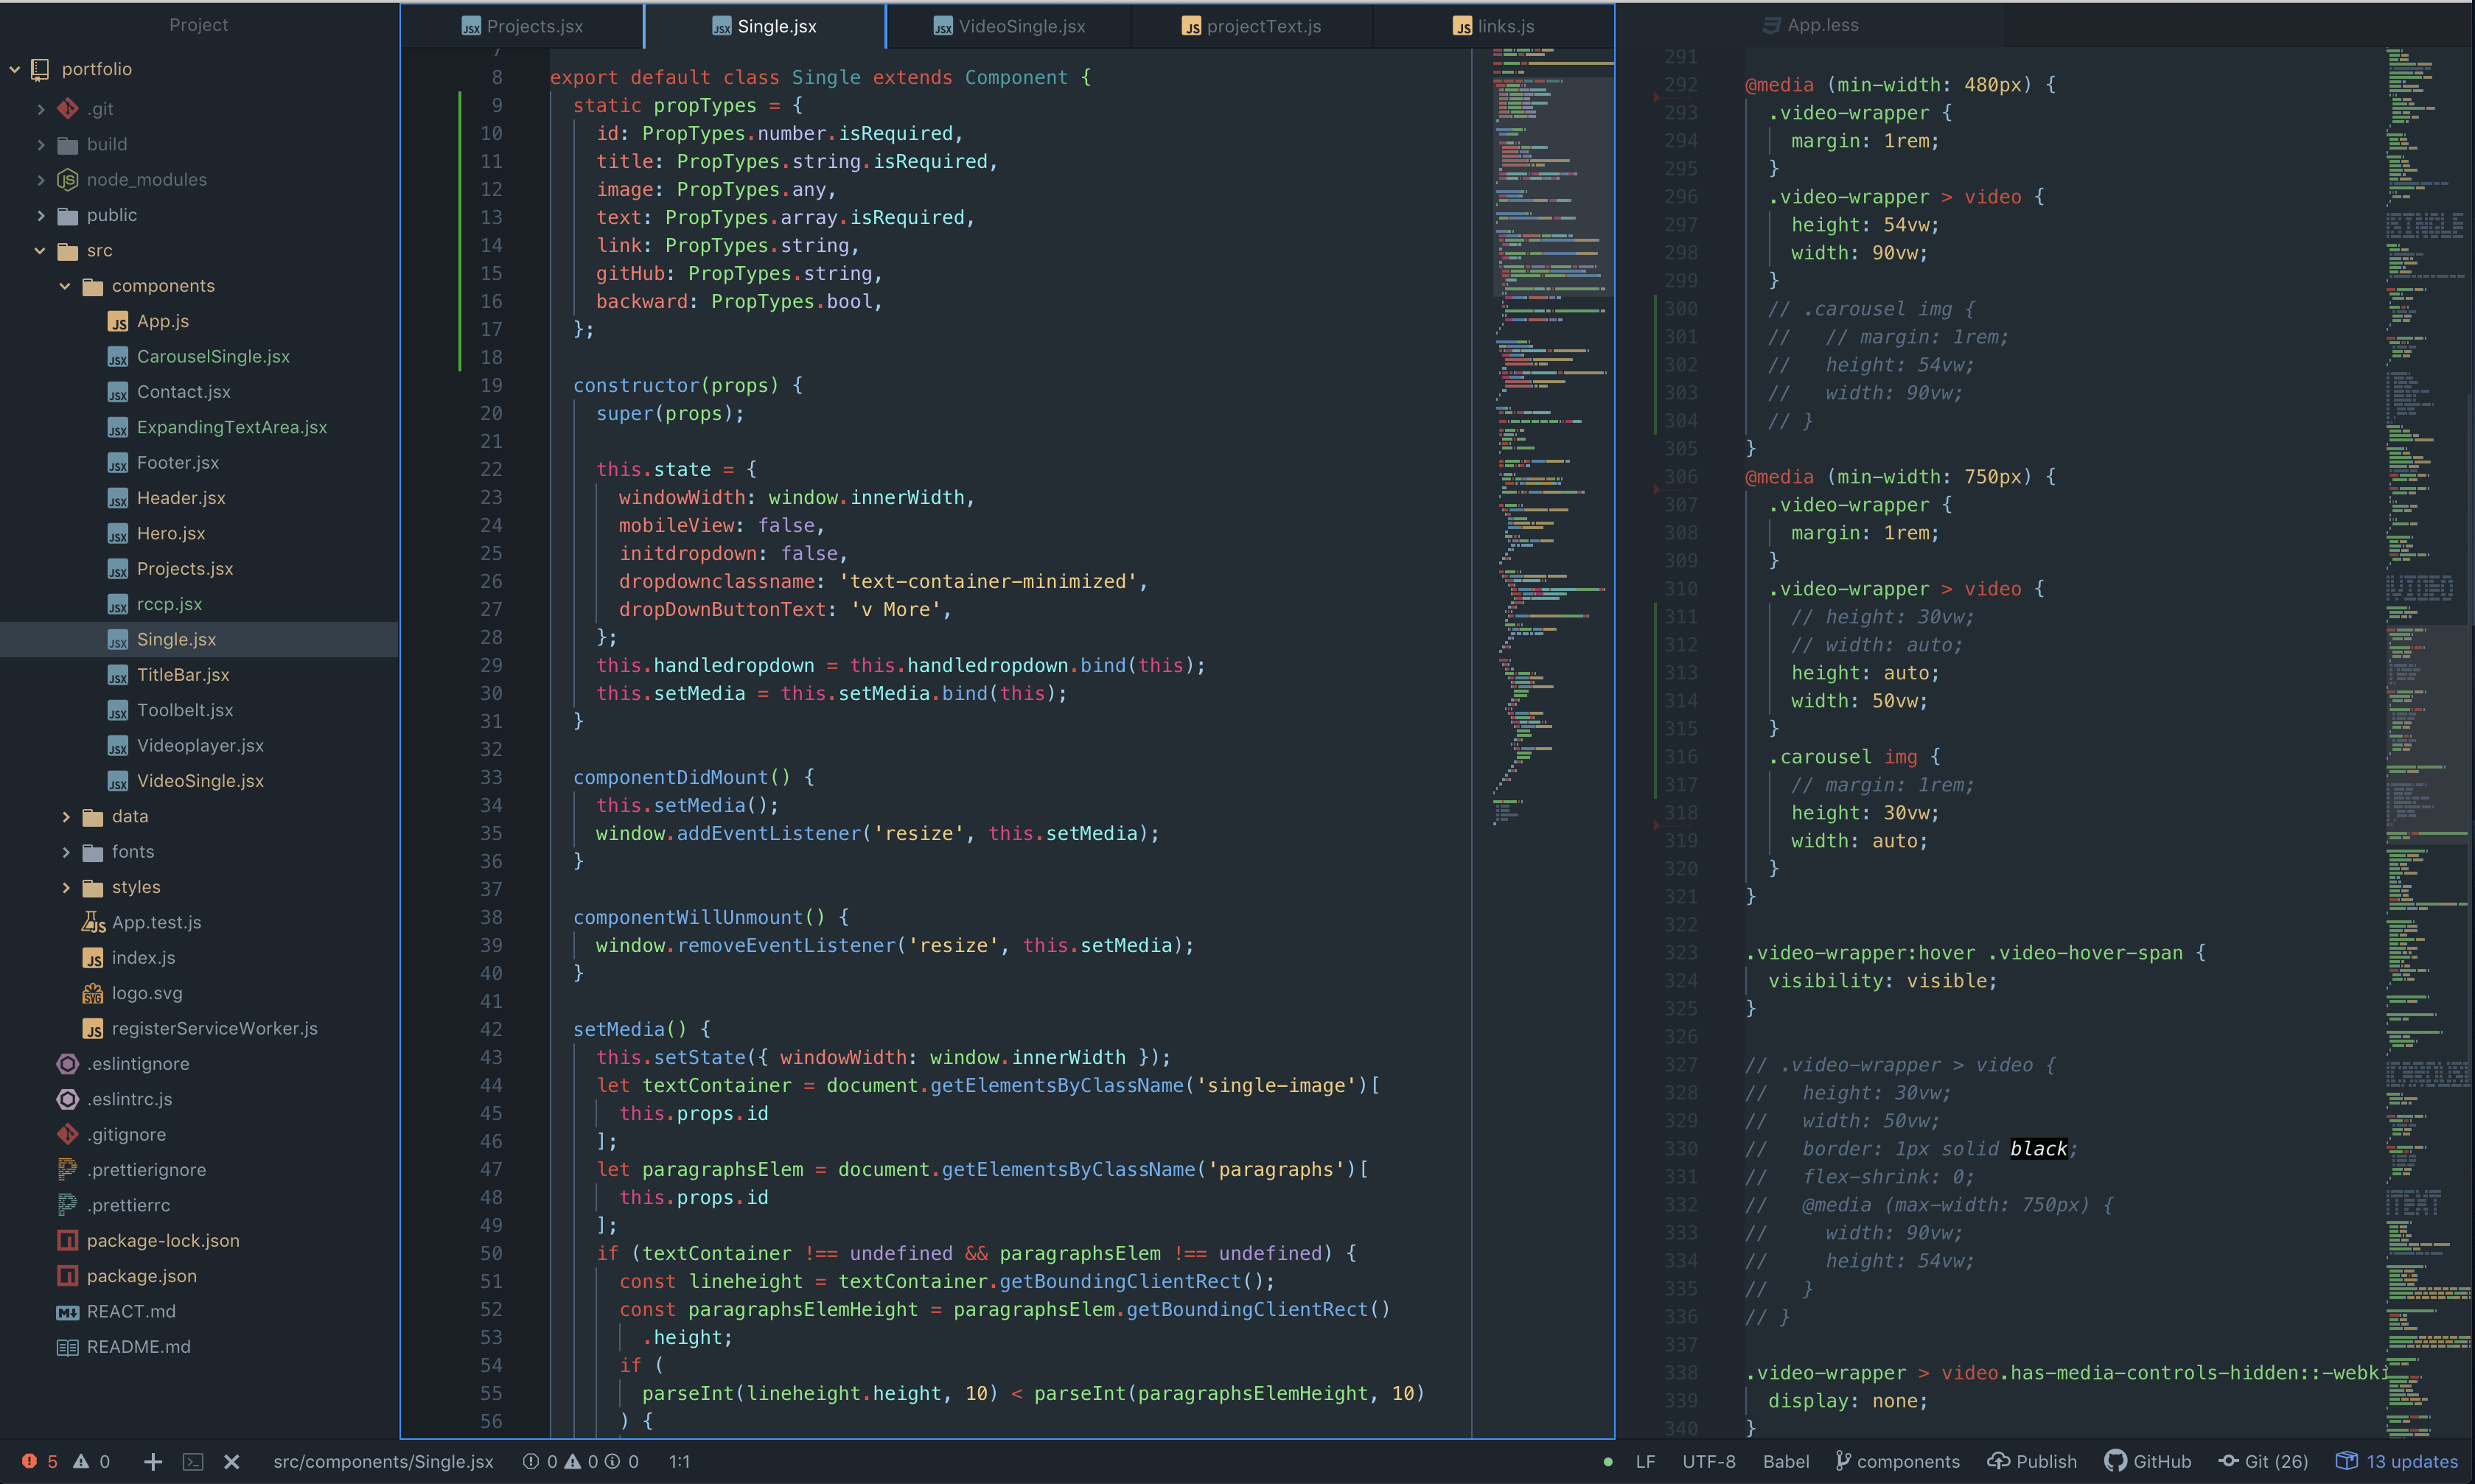 Project
portfolio
.git
build
node_modules
public
src
components
App.js
CarouselSingle.jsx
Contact.jsx
ExpandingTextArea.jsx
Footer.jsx
Header.jsx
Hero.jsx
Projects.jsx
rccp.jsx
Single.jsx
TitleBar.jsx
Toolbelt.jsx
Videoplayer.jsx
VideoSingle.jsx
data
fonts
styles
App.test.js
index.js
logo.svg
registerServiceWorker.js
.eslintignore
.eslintrc.js
.gitignore
.prettierignore
.prettierrc
package-lock.json
package.json
REACT.md
README.md
Projects.jsx
Single.jsx
VideoSingle.jsx
projectText.js
links.js
7
8 export default class Single extends Component {
9 static propTypes = {
10 id: PropTypes.number.isRequired,
11 title: PropTypes.string.isRequired,
12 image: PropTypes.any,
13 text: PropTypes.array.isRequired,
14 link: PropTypes.string,
15 gitHub: PropTypes.string,
16 backward: PropTypes.bool,
17 };
18
19 constructor(props) {
20 super(props);
21
22 this.state = {
23 windowWidth: window.innerWidth,
24 mobileView: false,
25 initdropdown: false,
26 dropdownclassname: 'text-container-minimized',
27 dropDownButtonText: 'v More',
28 };
29 this.handledropdown = this.handledropdown.bind(this);
30 this.setMedia = this.setMedia.bind(this);
31 }
32
33 componentDidMount() {
34 this.setMedia();
35 window.addEventListener('resize', this.setMedia);
36 }
37
38 componentWillUnmount() {
39 window.removeEventListener('resize', this.setMedia);
40 }
41
42 setMedia() {
43 this.setState({ windowWidth: window.innerWidth });
44 let textContainer = document.getElementsByClassName('single-image')[
45 this.props.id
46 ];
47 let paragraphsElem = document.getElementsByClassName('paragraphs')[
48 this.props.id
49 ];
50 if (textContainer !== undefined && paragraphsElem !== undefined) {
51 const lineheight = textContainer.getBoundingClientRect();
52 const paragraphsElemHeight = paragraphsElem.getBoundingClientRect()
53 .height;
54 if (
55 parseInt(lineheight.height, 10) < parseInt(paragraphsElemHeight, 10)
56 ) {
App.less
291
292 @media (min-width: 480px) {
293 .video-wrapper {
294 margin: 1rem;
295 }
296 .video-wrapper > video {
297 height: 54vw;
298 width: 90vw;
299 }
300 // .carousel img {
301 // // margin: 1rem;
302 // height: 54vw;
303 // width: 90vw;
304 // }
305 }
306 @media (min-width: 750px) {
307 .video-wrapper {
308 margin: 1rem;
309 }
310 .video-wrapper > video {
311 // height: 30vw;
312 // width: auto;
313 height: auto;
314 width: 50vw;
315 }
316 .carousel img {
317 // margin: 1rem;
318 height: 30vw;
319 width: auto;
320 }
321 }
322
323 .video-wrapper:hover .video-hover-span {
324 visibility: visible;
325 }
326
327 // .video-wrapper > video {
328 // height: 30vw;
329 // width: 50vw;
330 // border: 1px solid black;
331 // flex-shrink: 0;
332 // @media (max-width: 750px) {
333 // width: 90vw;
334 // height: 54vw;
335 // }
336 // }
337
338 .video-wrapper > video.has-media-controls-hidden::-webki
339 display: none;
340 }
5 0 src/components/Single.jsx 0 0 0 1:1 LF UTF-8 Babel components Publish GitHub Git (26) 13 updates